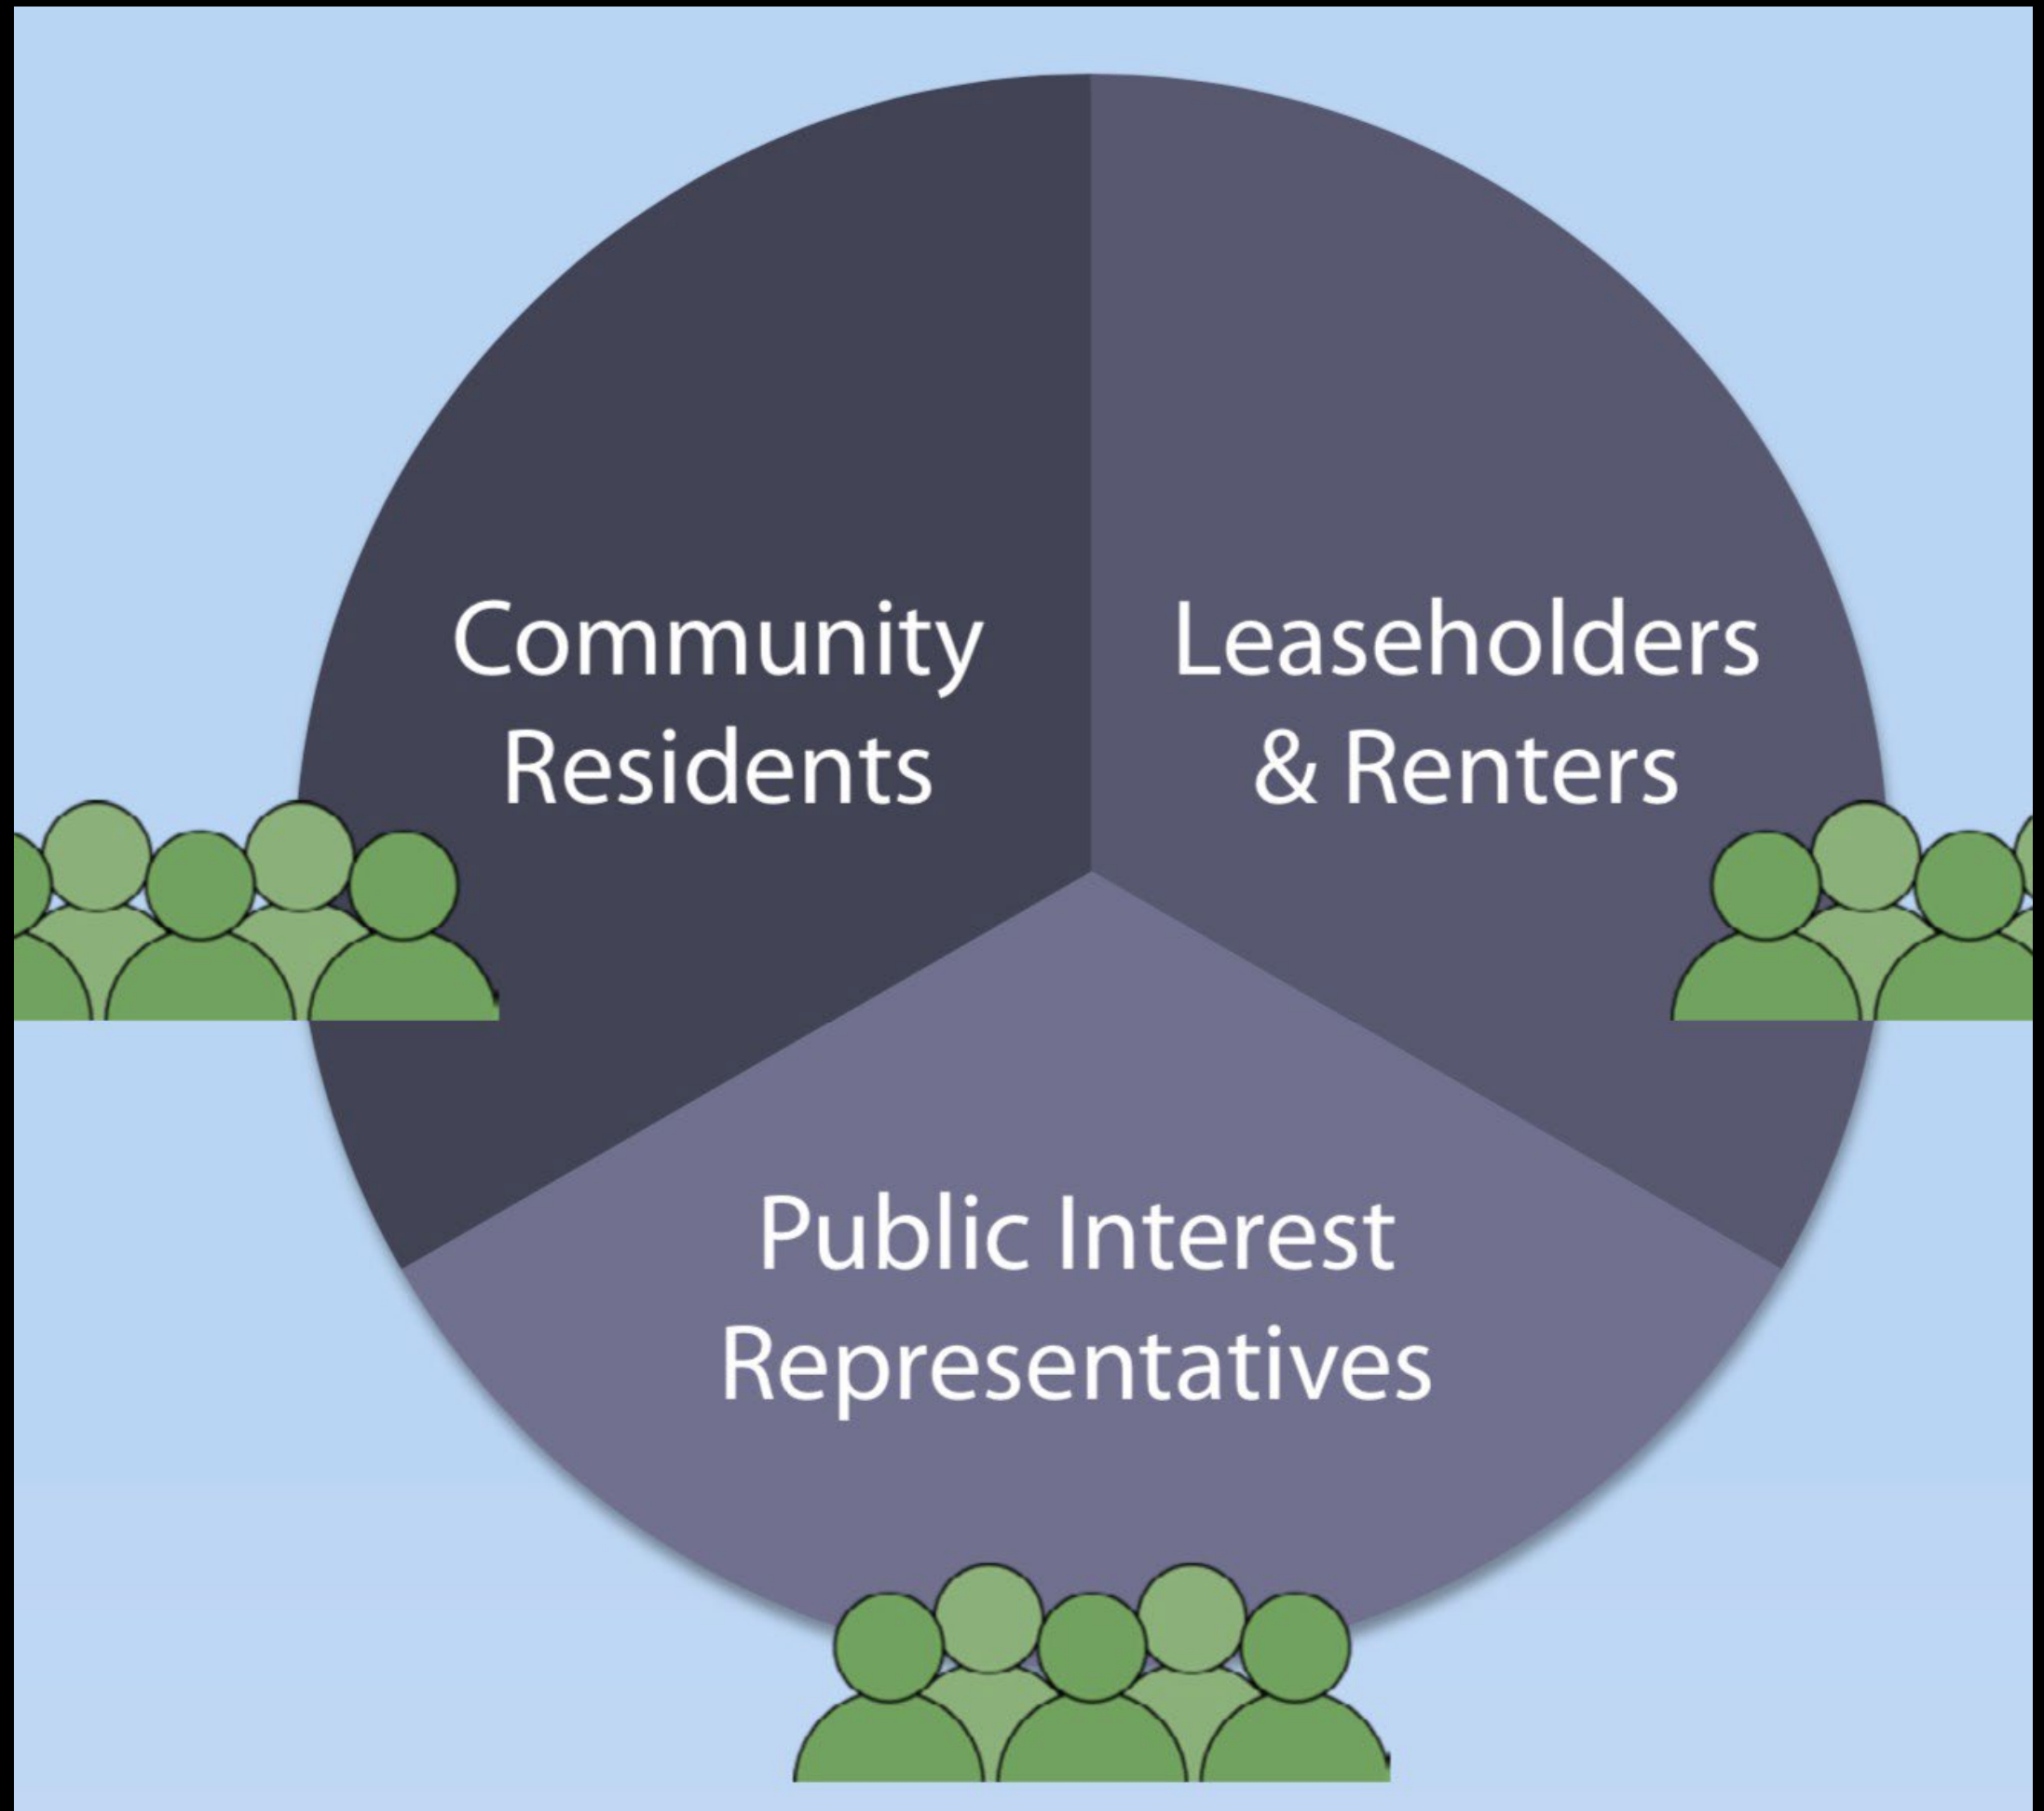 Community
Residents
Leaseholders
& Renters
Public Interest
Representatives